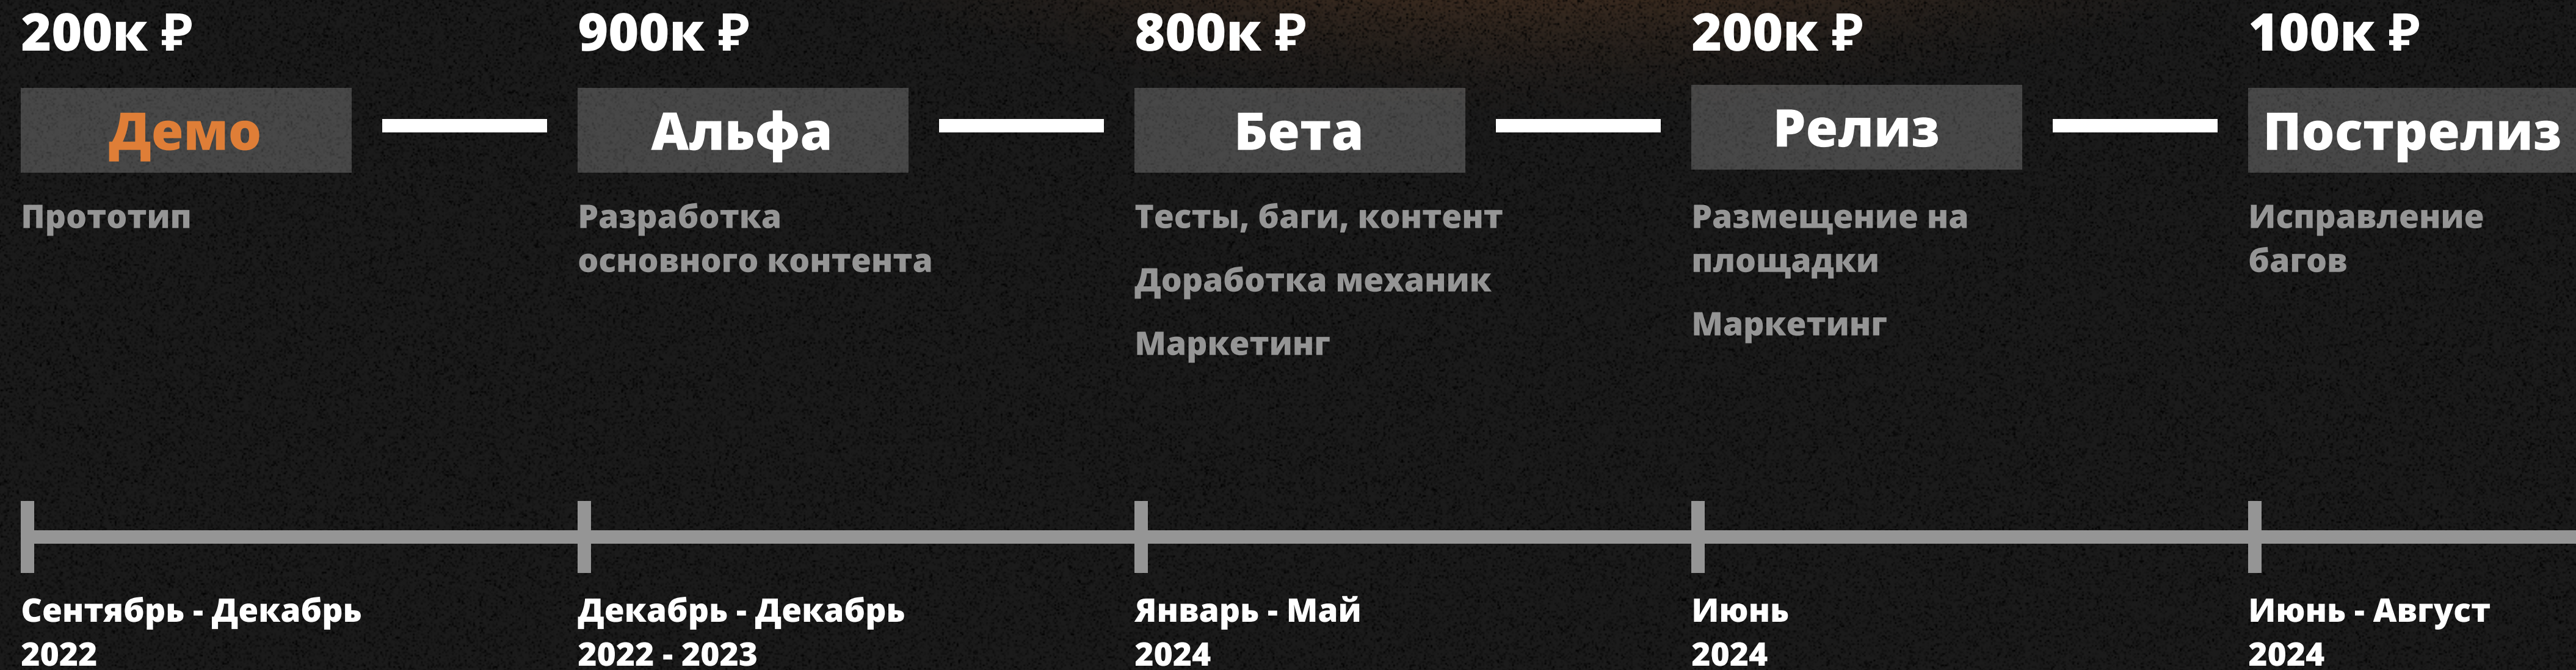 200к ₽
Демо
Прототип
900к ₽
Альфа
Разработка
основного контента
800к ₽
Бета
Тесты, баги, контент
Доработка механик
Маркетинг
200к ₽
Релиз
Размещение на
площадки
Маркетинг
100к ₽
Пострелиз
Исправление
багов
Сентябрь - Декабрь
2022
Декабрь - Декабрь
2022 - 2023
Январь - Май
2024
Июнь
2024
Июнь - Август
2024